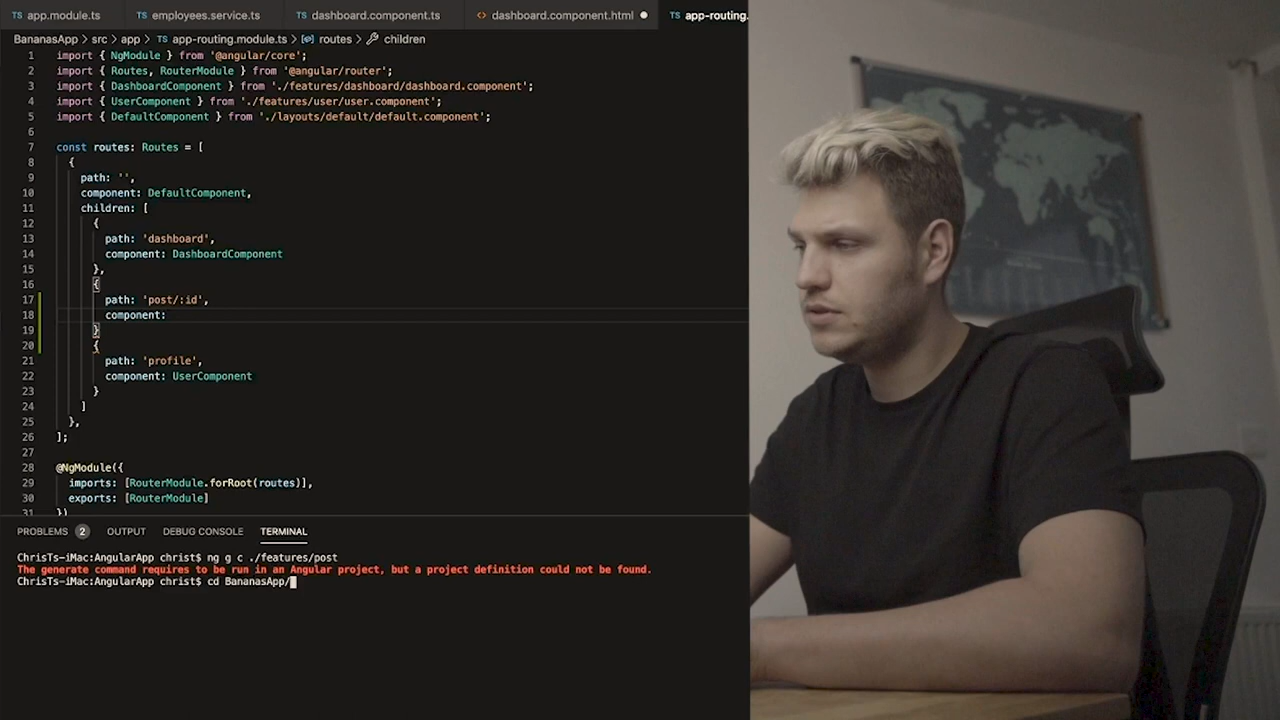 TS app.module.ts TS employees.service.ts TS dashboard.component.ts <> dashboard.component.html ● TS app-routing.
BananasApp > src > app > TS app-routing.module.ts > routes > children
1 import { NgModule } from '@angular/core';
2 import { Routes, RouterModule } from '@angular/router';
3 import { DashboardComponent } from './features/dashboard/dashboard.component';
4 import { UserComponent } from './features/user/user.component';
5 import { DefaultComponent } from './layouts/default/default.component';
6
7 const routes: Routes = [
8 {
9 path: '',
10 component: DefaultComponent,
11 children: [
12 {
13 path: 'dashboard',
14 component: DashboardComponent
15 },
16 {
17 path: 'post/:id',
18 component:
19 }
20 {
21 path: 'profile',
22 component: UserComponent
23 }
24 ]
25 },
26 ];
27
28 @NgModule({
29 imports: [RouterModule.forRoot(routes)],
30 exports: [RouterModule]
31 })
PROBLEMS 2 OUTPUT DEBUG CONSOLE TERMINAL
ChrisTs-iMac:AngularApp christ$ ng g c ./features/post
The generate command requires to be run in an Angular project, but a project definition could not be found.
ChrisTs-iMac:AngularApp christ$ cd BananasApp/